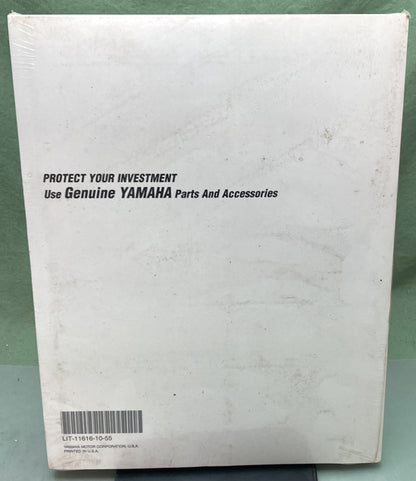 PROTECT YOUR INVESTMENT
Use Genuine YAMAHA Parts And Accessories
LIT-11616-10-55
YAMAHA MOTOR CORPORATION, U.S.A.
PRINTED IN U.S.A.